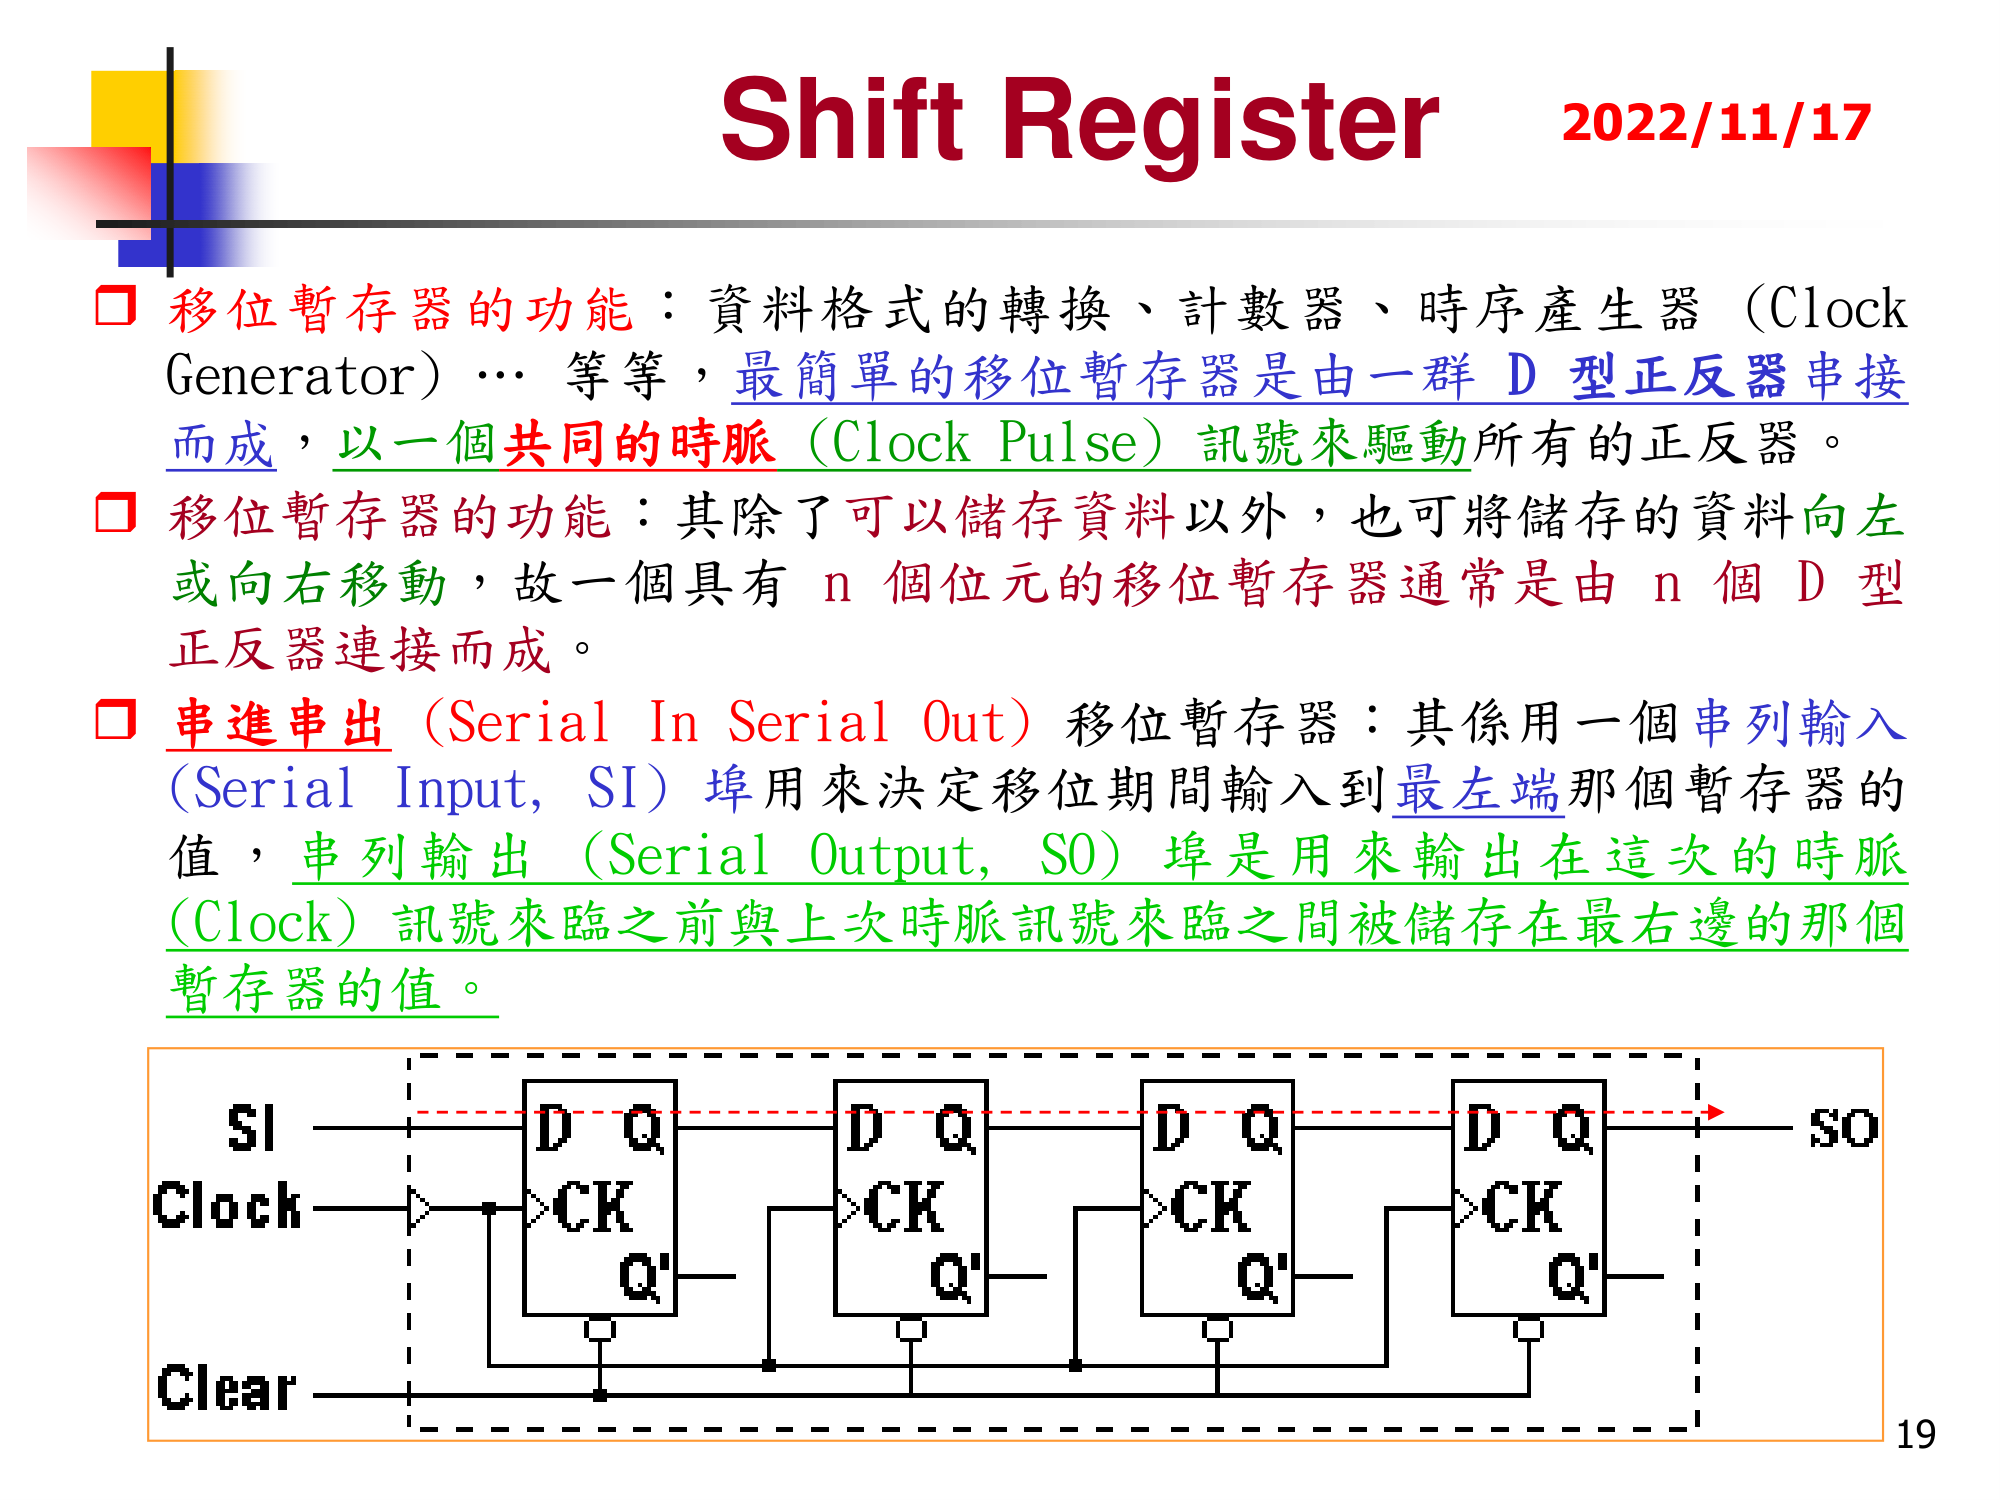 Shift Register
2022/11/17
移位暫存器的功能：資料格式的轉換、計數器、時序產生器 (Clock
Generator) … 等等，最簡單的移位暫存器是由一群 D 型正反器串接
而成，以一個共同的時脈 (Clock Pulse) 訊號來驅動所有的正反器。
移位暫存器的功能：其除了可以儲存資料以外，也可將儲存的資料向左
或向右移動，故一個具有 n 個位元的移位暫存器通常是由 n 個 D 型
正反器連接而成。
串進串出 (Serial In Serial Out) 移位暫存器：其係用一個串列輸入
(Serial Input, SI) 埠用來決定移位期間輸入到最左端那個暫存器的
值，串列輸出 (Serial Output, SO) 埠是用來輸出在這次的時脈
(Clock) 訊號來臨之前與上次時脈訊號來臨之間被儲存在最右邊的那個
暫存器的值。
SI D Q D Q D Q D Q SO
Clock CK CK CK CK
Q' Q' Q' Q'
Clear
19